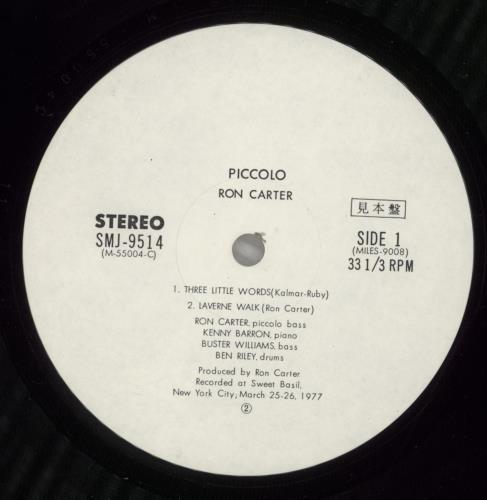 PICCOLO
RON CARTER
見本盤
STEREO
SMJ-9514
(M-55004-C)
SIDE 1
(MILES-9008)
33 1/3 RPM
1. THREE LITTLE WORDS(Kalmar-Ruby)
2. LAVERNE WALK(Ron Carter)
RON CARTER, piccolo bass
KENNY BARRON, piano
BUSTER WILLIAMS, bass
BEN RILEY, drums
Produced by Ron Carter
Recorded at Sweet Basil,
New York City; March 25-26, 1977
②